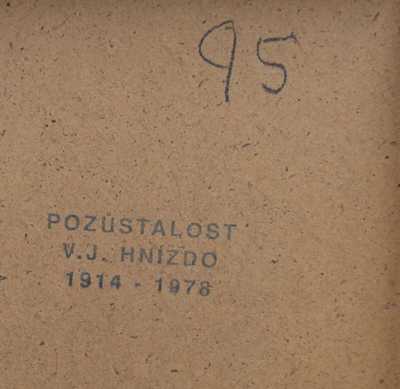 95
POZŮSTALOST
V.J. HNÍZDO
1914 - 1978